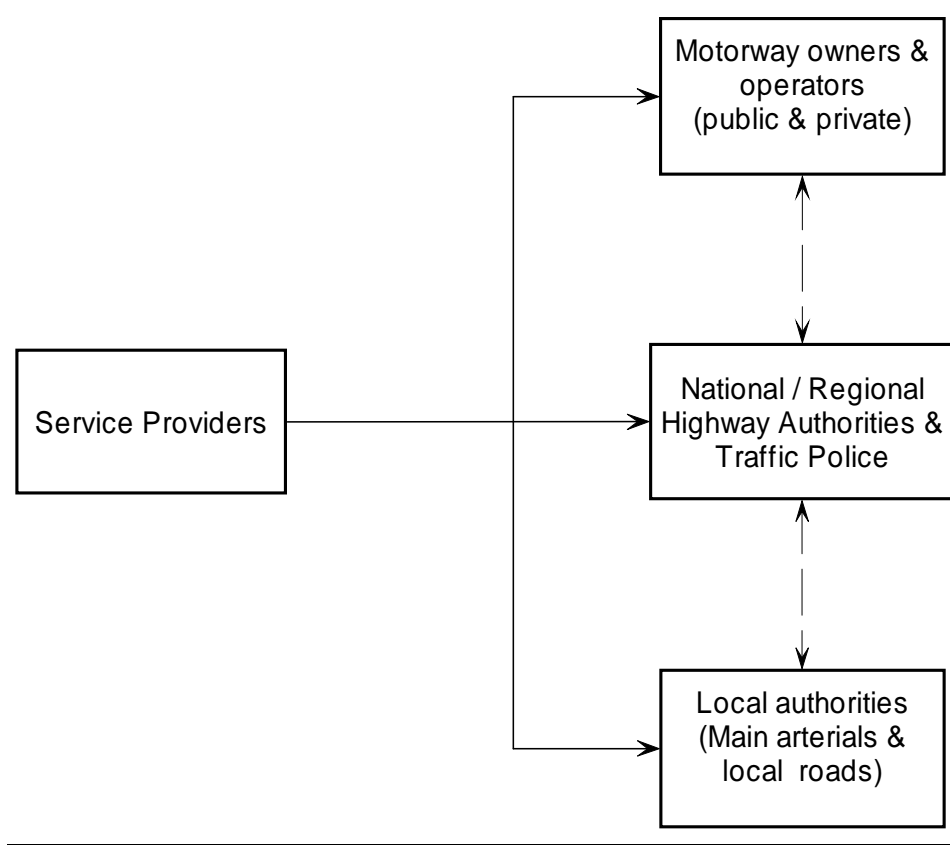 Motorway owners &
operators
(public & private)
Service Providers
National / Regional
Highway Authorities &
Traffic Police
Local authorities
(Main arterials &
local roads)